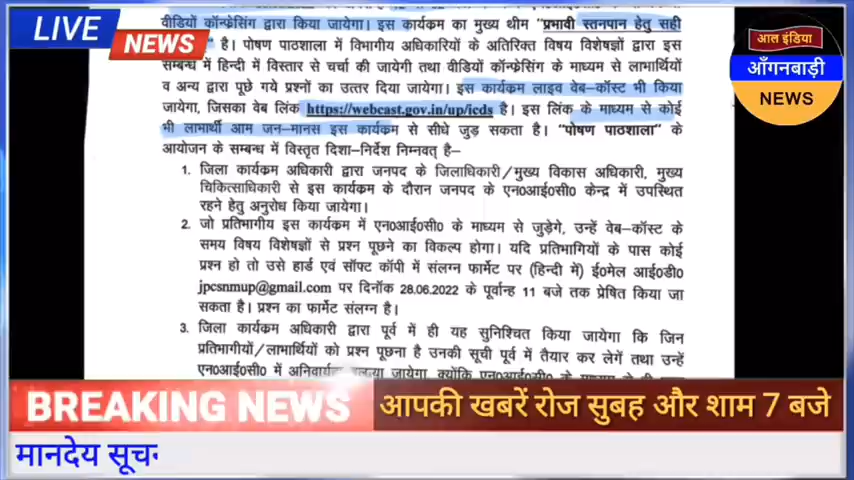 वीडियों कॉन्फ्रेसिंग द्वारा किया जायेगा। इस कार्यक्रम का मुख्य थीम "प्रभावी स्तनपान हेतु सही
है। पोषण पाठशाला में विभागीय अधिकारियों के अतिरिक्त विषय विशेषज्ञों द्वारा इस
सम्बन्ध में हिन्दी में विस्तार से चर्चा की जायेगी तथा वीडियों कॉन्फ्रेसिंग के माध्यम से लाभार्थियों
व अन्य द्वारा पूछे गये प्रश्नों का उत्तर दिया जायेगा। इस कार्यक्रम लाइव वेब-कॉस्ट भी किया
जायेगा, जिसका वेब लिंक https://webcast.gov.in/up/icds है। इस लिंक के माध्यम से कोई
भी लाभार्थी आम जन-मानस इस कार्यक्रम से सीधे जुड़ सकता है। "पोषण पाठशाला" के
आयोजन के सम्बन्ध में विस्तृत दिशा-निर्देश निम्नवत् है-
1. जिला कार्यक्रम अधिकारी द्वारा जनपद के जिलाधिकारी/मुख्य विकास अधिकारी, मुख्य
चिकित्साधिकारी से इस कार्यक्रम के दौरान जनपद के एन0आई0सी0 केन्द्र में उपस्थित
रहने हेतु अनुरोध किया जायेगा।
2. जो प्रतिभागीय इस कार्यक्रम में एन0आई0सी0 के माध्यम से जुड़ेगे, उन्हें वेब-कॉस्ट के
समय विषय विशेषज्ञों से प्रश्न पूछने का विकल्प होगा। यदि प्रतिभागियों के पास कोई
प्रश्न हो तो उसे हार्ड एवं सॉफ्ट कॉपी में संलग्न फार्मेट पर (हिन्दी में) ई0मेल आई0डी0
jpcsnmup@gmail.com पर दिनॉक 28.06.2022 के पूर्वान्ह 11 बजे तक प्रेषित किया जा
सकता है। प्रश्न का फार्मेट संलग्न है।
3. जिला कार्यक्रम अधिकारी द्वारा पूर्व में ही यह सुनिश्चित किया जायेगा कि जिन
प्रतिभागीयों/लाभार्थियों को प्रश्न पूछना है उनकी सूची पूर्व में तैयार कर लेगें तथा उन्हें
एन0आई0सी0 में जायेगा, क्योंकि एन0आई0सी0 के माध्यम से
LIVE
NEWS
आल इंडिया
आँगनबाड़ी
NEWS
BREAKING NEWS
आपकी खबरें रोज सुबह और शाम 7 बजे
मानदेय